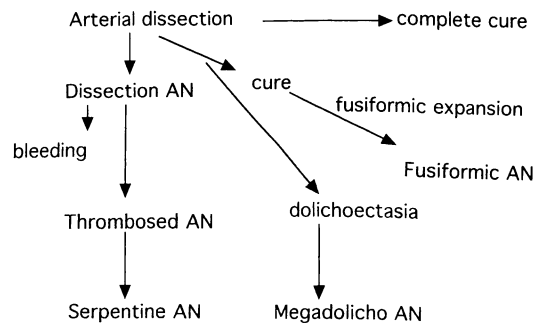 Arterial dissection
complete cure
Dissection AN
cure
fusiformic expansion
bleeding
Fusiformic AN
Thrombosed AN
dolichoectasia
Serpentine AN
Megadolicho AN